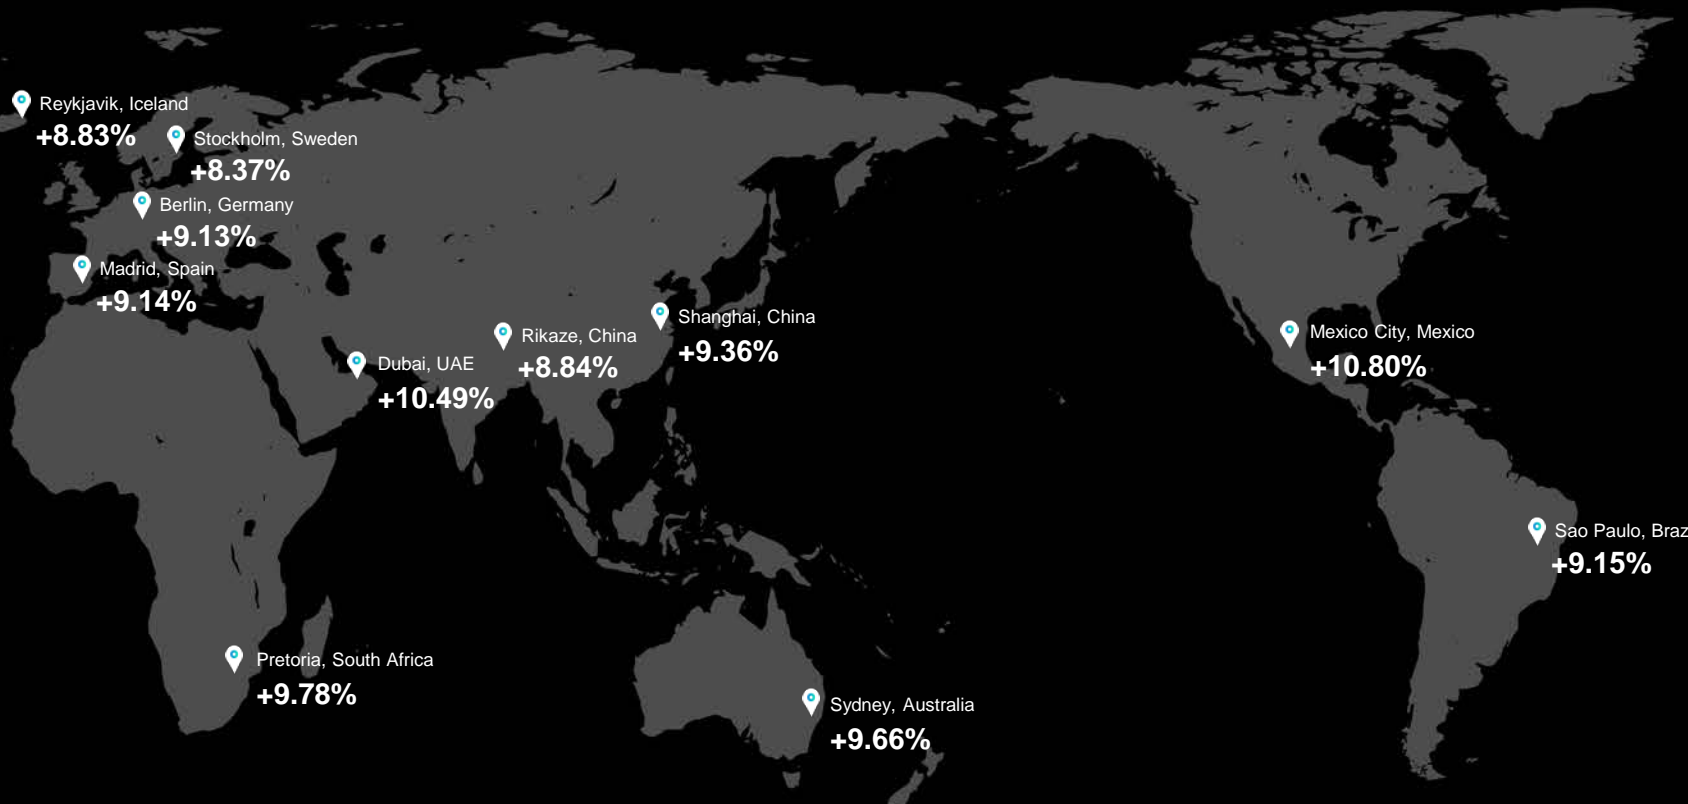 Reykjavik, Iceland
+8.83%
Stockholm, Sweden
+8.37%
Berlin, Germany
+9.13%
Madrid, Spain
+9.14%
Shanghai, China
+9.36%
Rikaze, China
+8.84%
Dubai, UAE
+10.49%
Mexico City, Mexico
+10.80%
Sao Paulo, Braz
+9.15%
Pretoria, South Africa
+9.78%
Sydney, Australia
+9.66%